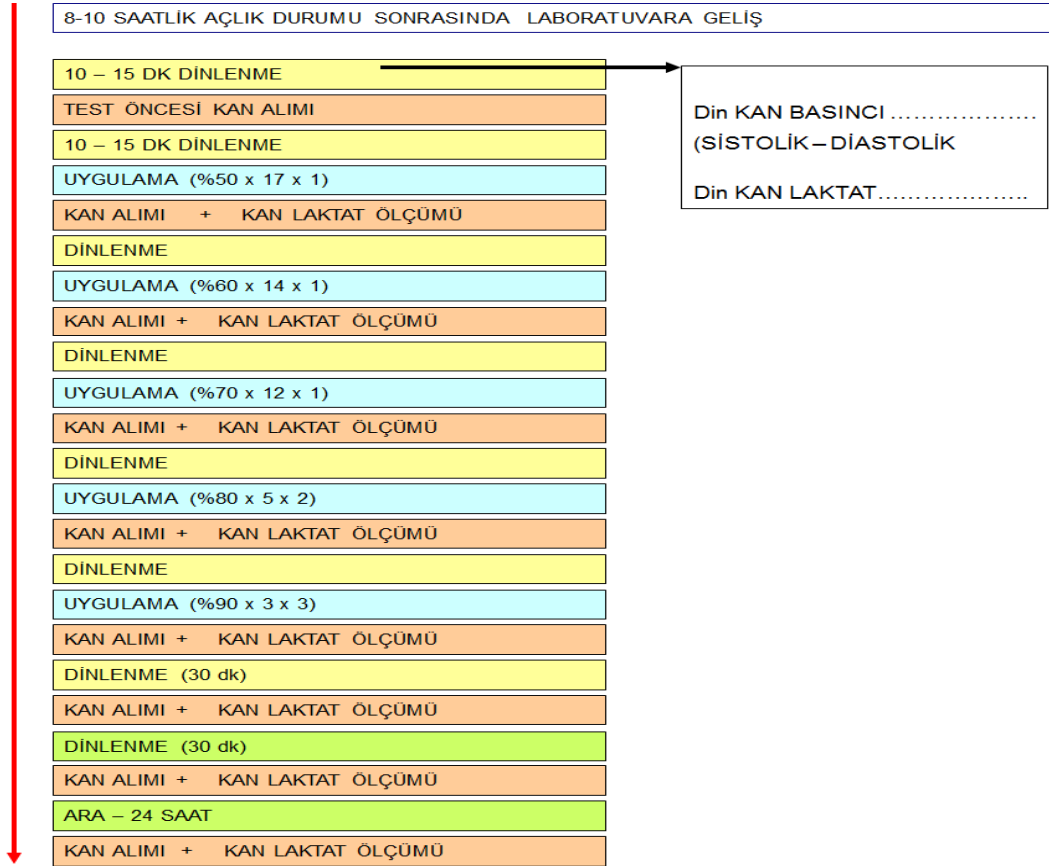 8-10 SAATLİK AÇLIK DURUMU SONRASINDA LABORATUVARA GELİŞ
10 – 15 DK DİNLENME
TEST ÖNCESİ KAN ALIMI
10 – 15 DK DİNLENME
UYGULAMA (%50 x 17 x 1)
KAN ALIMI + KAN LAKTAT ÖLÇÜMÜ
DİNLENME
UYGULAMA (%60 x 14 x 1)
KAN ALIMI + KAN LAKTAT ÖLÇÜMÜ
DİNLENME
UYGULAMA (%70 x 12 x 1)
KAN ALIMI + KAN LAKTAT ÖLÇÜMÜ
DİNLENME
UYGULAMA (%80 x 5 x 2)
KAN ALIMI + KAN LAKTAT ÖLÇÜMÜ
DİNLENME
UYGULAMA (%90 x 3 x 3)
KAN ALIMI + KAN LAKTAT ÖLÇÜMÜ
DİNLENME (30 dk)
KAN ALIMI + KAN LAKTAT ÖLÇÜMÜ
DİNLENME (30 dk)
KAN ALIMI + KAN LAKTAT ÖLÇÜMÜ
ARA – 24 SAAT
KAN ALIMI + KAN LAKTAT ÖLÇÜMÜ
Din KAN BASINCI ……………….
(SİSTOLİK – DİASTOLİK
Din KAN LAKTAT………………..